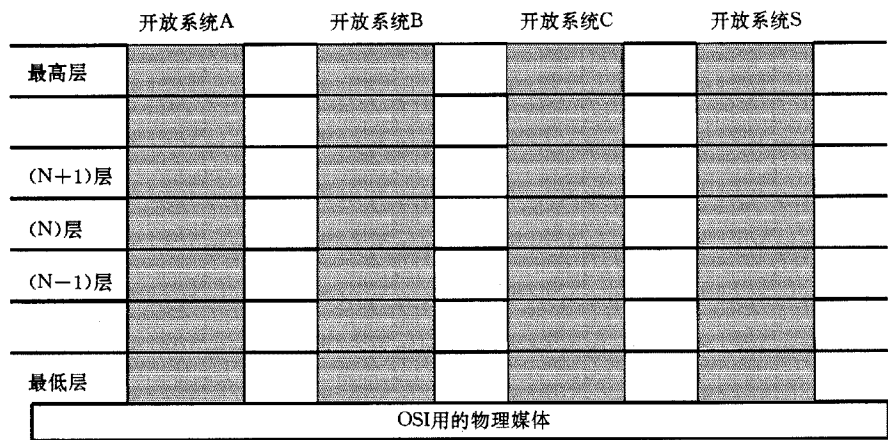 开放系统A 开放系统B 开放系统C 开放系统S
最高层
(N+1)层
(N)层
(N-1)层
最低层
OSI用的物理媒体